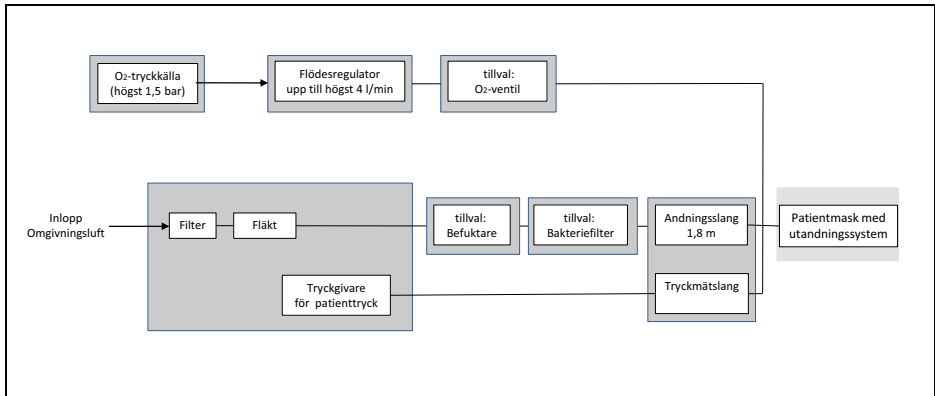 O2-tryckkälla
(högst 1,5 bar)
Flödesregulator
upp till högst 4 l/min
tillval:
O2-ventil
Inlopp
Omgivningsluft
Filter
Fläkt
tillval:
Befuktare
tillval:
Bakteriefilter
Andningsslang
1,8 m
Patientmask med
utandningssystem
Tryckgivare
för patienttryck
Tryckmätslang